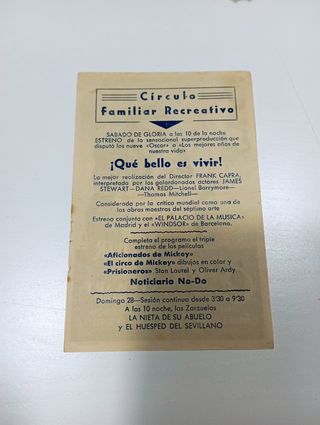 Círculo
Familiar Recreativo
SABADO DE GLORIA a las 10 de la noche
ESTRENO de la sensacional superproducción que
disputó los nueve «Oscar» a «Los mejores años de
nuestra vida»
¡Qué bello es vivir!
La mejor realización del Director FRANK CAPRA,
interpretada por los galardonados actores JAMES
STEWART—DANA REDD—Lionel Barrymore—
—Thomas Mitchell—
Considerada por la crítica mundial como una de
las obras maestras del séptimo arte
Estreno conjunto con «EL PALACIO DE LA MUSICA»
de Madrid y el «WINDSOR» de Barcelona.
Completa el programa el triple
estreno de las películas
«Aficionados de Mickey»
«El circo de Mickey» dibujos en color y
«Prisioneros» Stan Laurel y Oliver Ardy
Noticiario No-Do
Domingo 28—Sesión continua desde 3'30 a 9'30
A las 10 noche, las Zarzuelas
LA NIETA DE SU ABUELO
y EL HUESPED DEL SEVILLANO